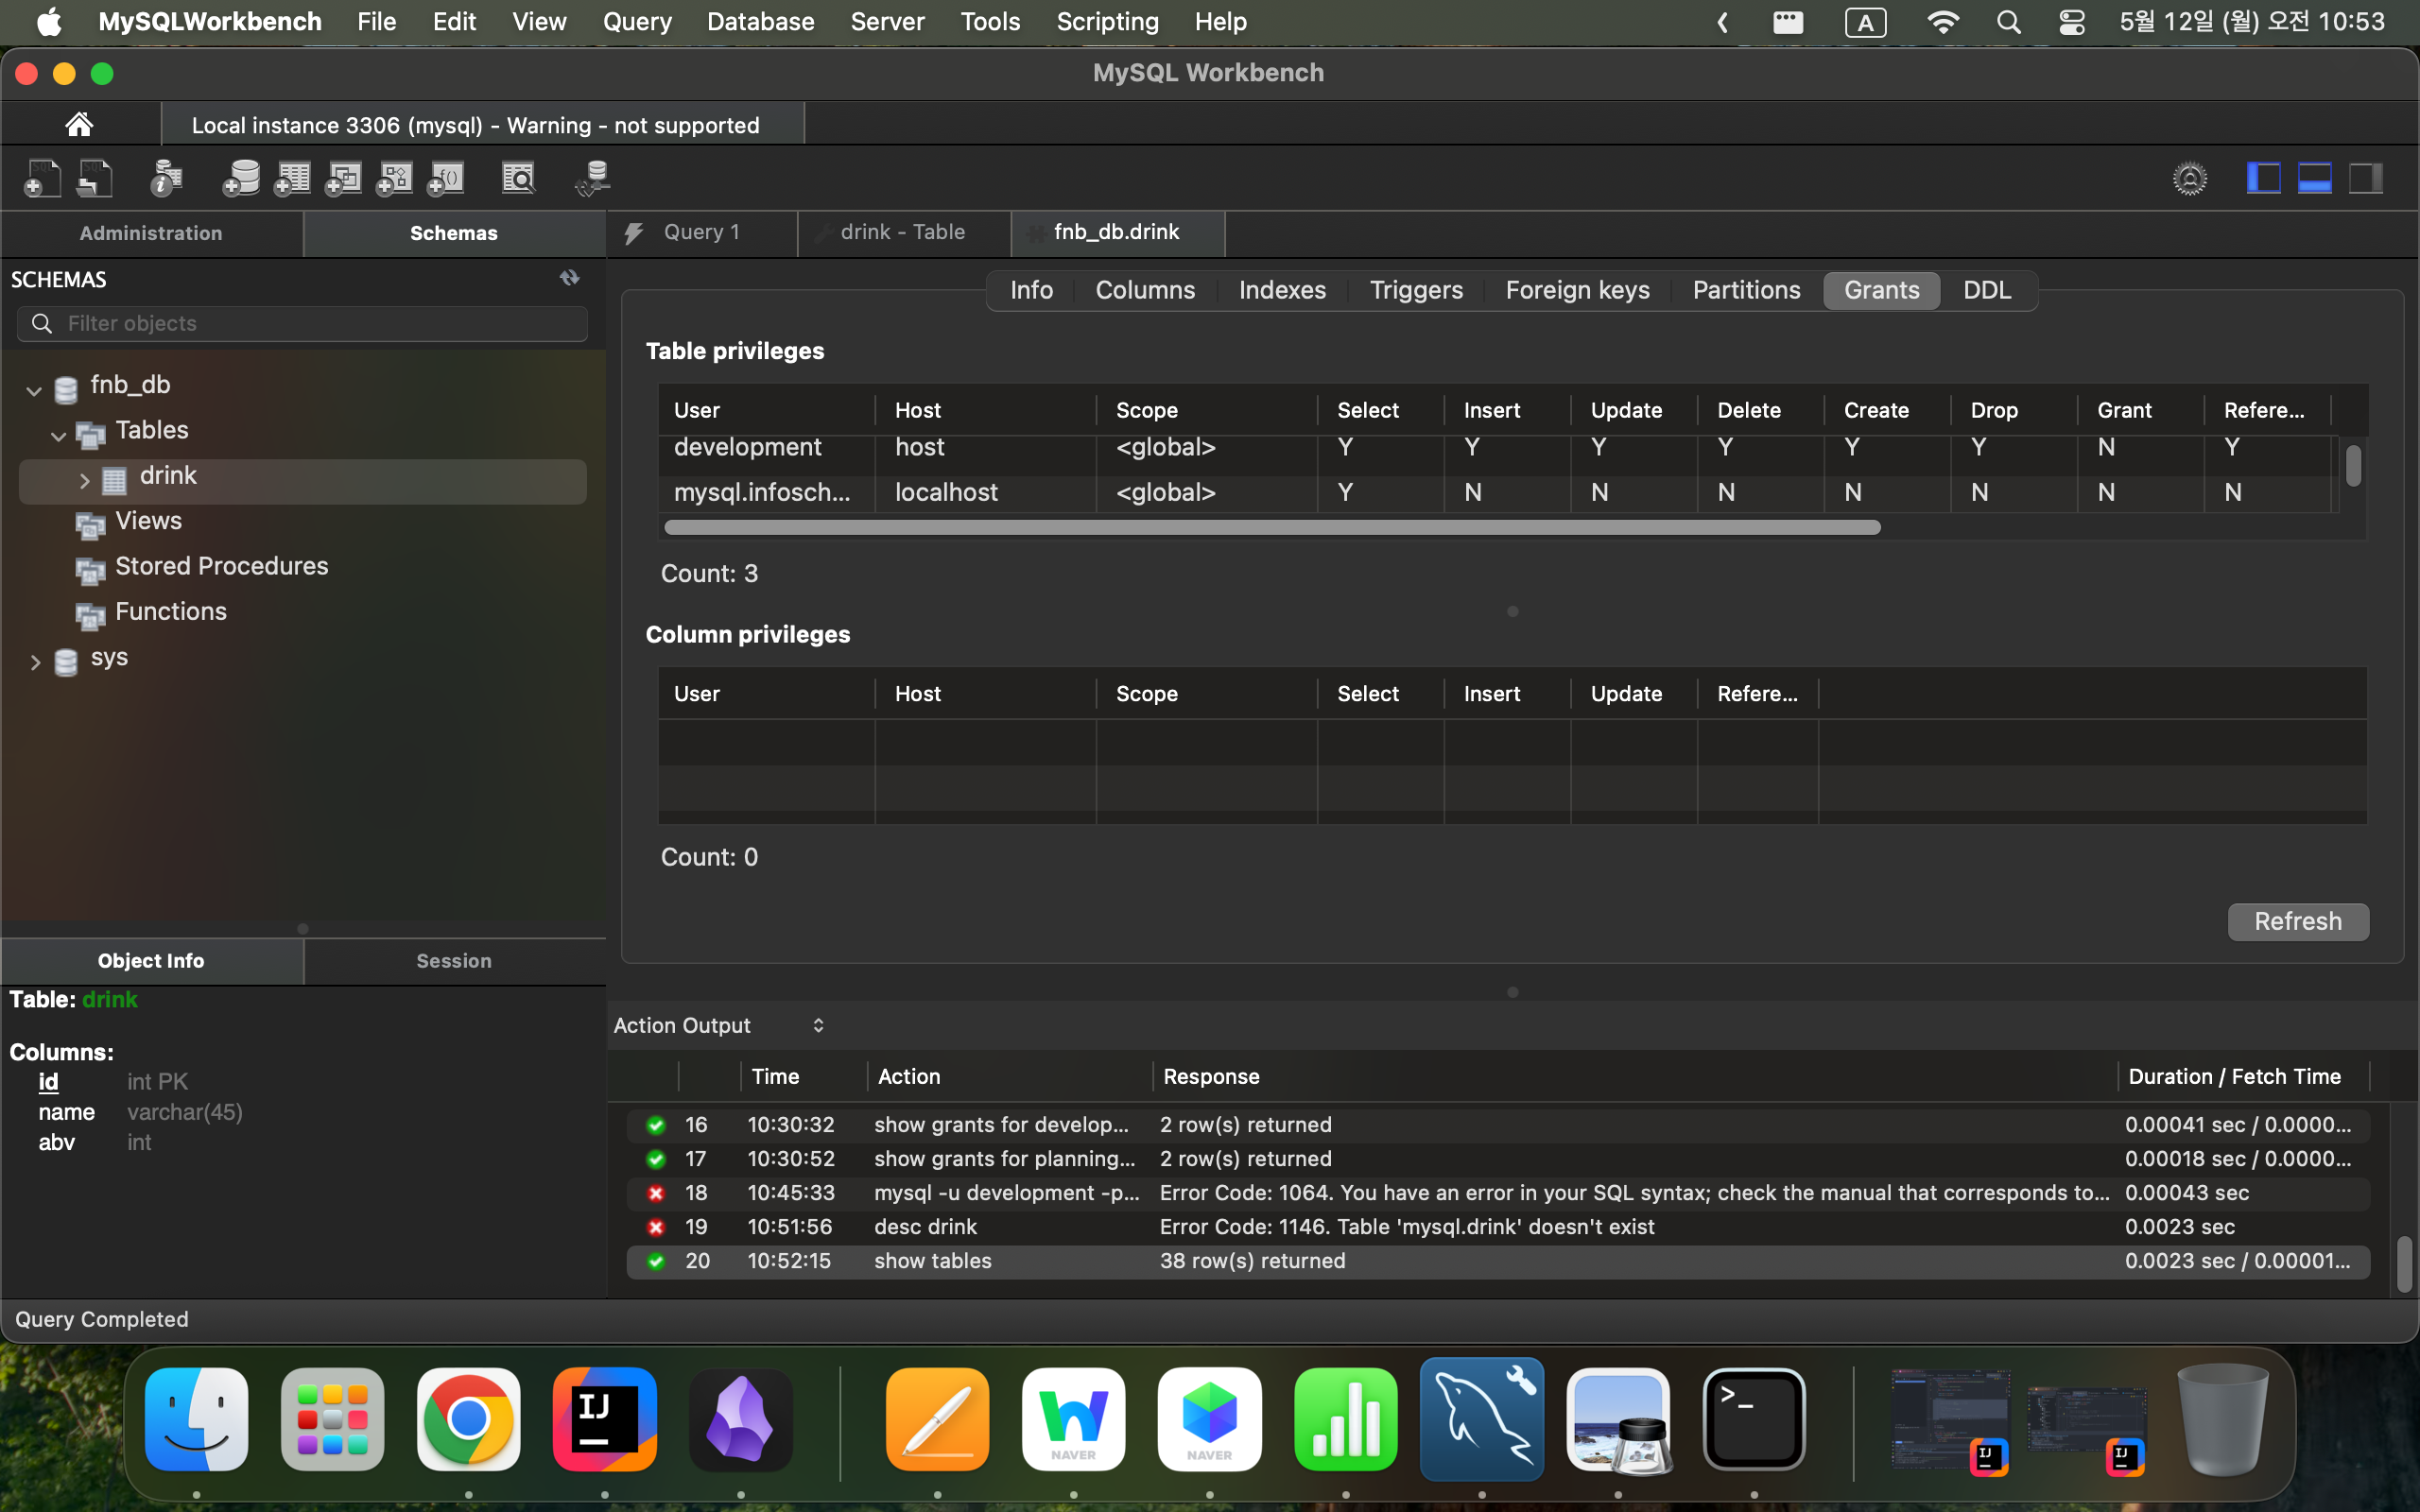 MySQLWorkbench File Edit View Query Database Server Tools Scripting Help A 5월 12일 (월) 오전 10:53
MySQL Workbench
Local instance 3306 (mysql) - Warning - not supported
Administration Schemas Query 1 drink - Table fnb_db.drink
SCHEMAS
Filter objects
fnb_db
Tables
drink
Views
Stored Procedures
Functions
sys
Info Columns Indexes Triggers Foreign keys Partitions Grants DDL
Table privileges
User Host Scope Select Insert Update Delete Create Drop Grant Refere...
development host <global> Y Y Y Y Y Y N Y
mysql.infosch... localhost <global> Y N N N N N N N
Count: 3
Column privileges
User Host Scope Select Insert Update Refere...
Count: 0
Refresh
Object Info Session
Table: drink
Columns:
id int PK
name varchar(45)
abv int
Action Output
Time Action Response Duration / Fetch Time
16 10:30:32 show grants for develop... 2 row(s) returned 0.00041 sec / 0.0000...
17 10:30:52 show grants for planning... 2 row(s) returned 0.00018 sec / 0.0000...
18 10:45:33 mysql -u development -p... Error Code: 1064. You have an error in your SQL syntax; check the manual that corresponds to... 0.00043 sec
19 10:51:56 desc drink Error Code: 1146. Table 'mysql.drink' doesn't exist 0.0023 sec
20 10:52:15 show tables 38 row(s) returned 0.0023 sec / 0.00001...
Query Completed
IJ NAVER NAVER >_ IJ IJ